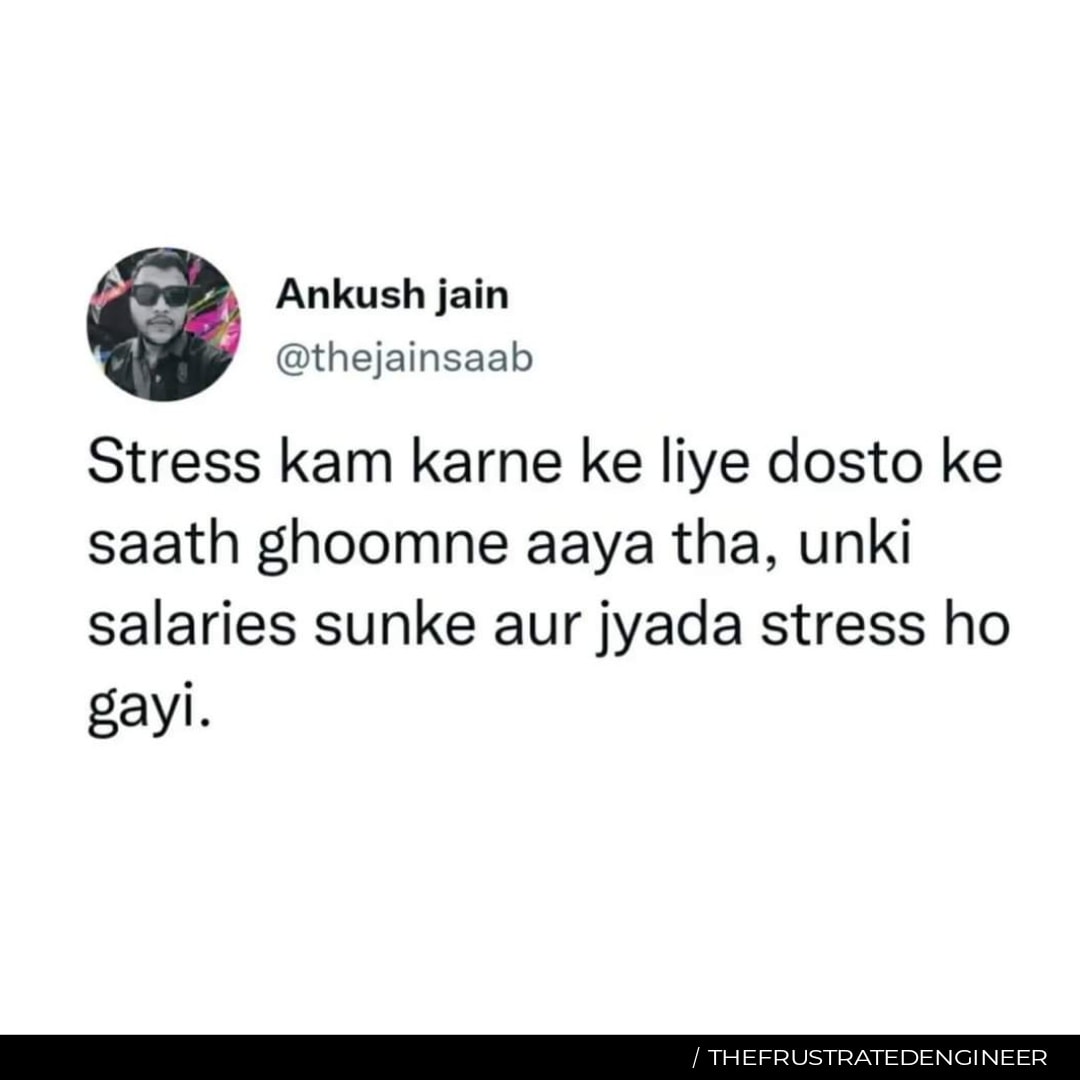 Ankush jain
@thejainsaab
Stress kam karne ke liye dosto ke
saath ghoomne aaya tha, unki
salaries sunke aur jyada stress ho
gayi.
/ THEFRUSTRATEDENGINEER